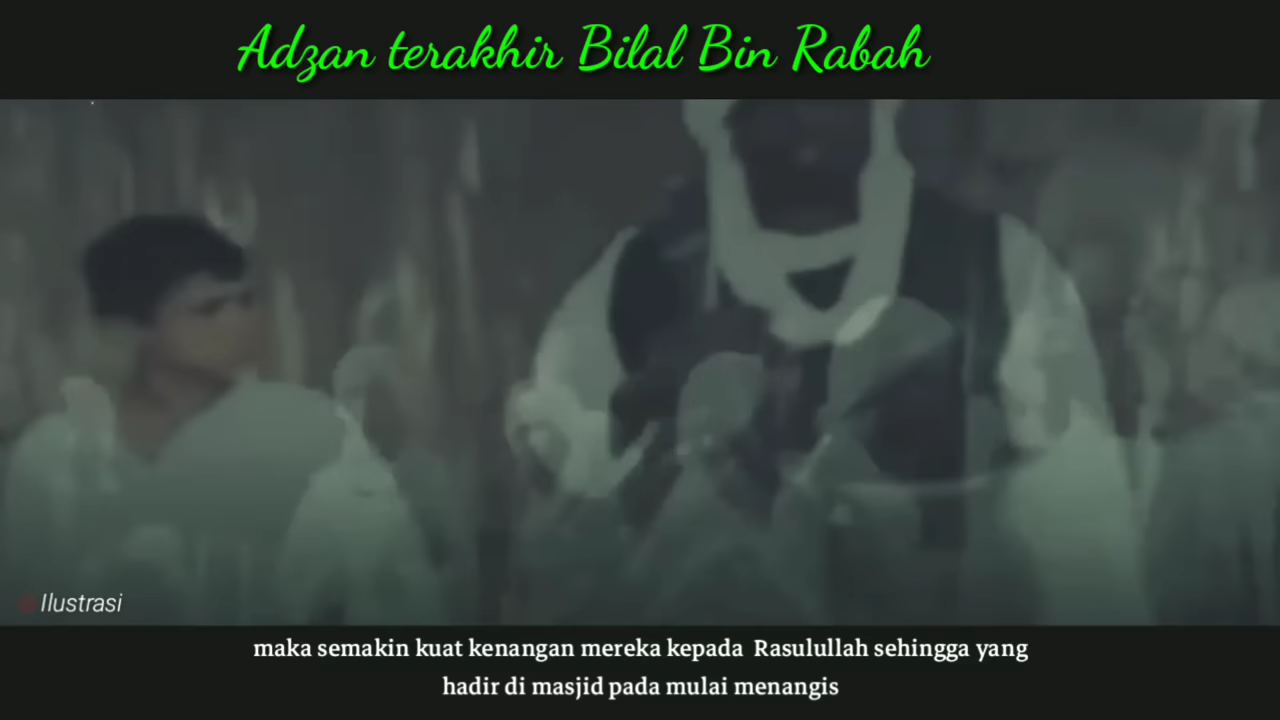 Adzan terakhir Bilal Bin Rabah
Ilustrasi
maka semakin kuat kenangan mereka kepada Rasulullah sehingga yang
hadir di masjid pada mulai menangis